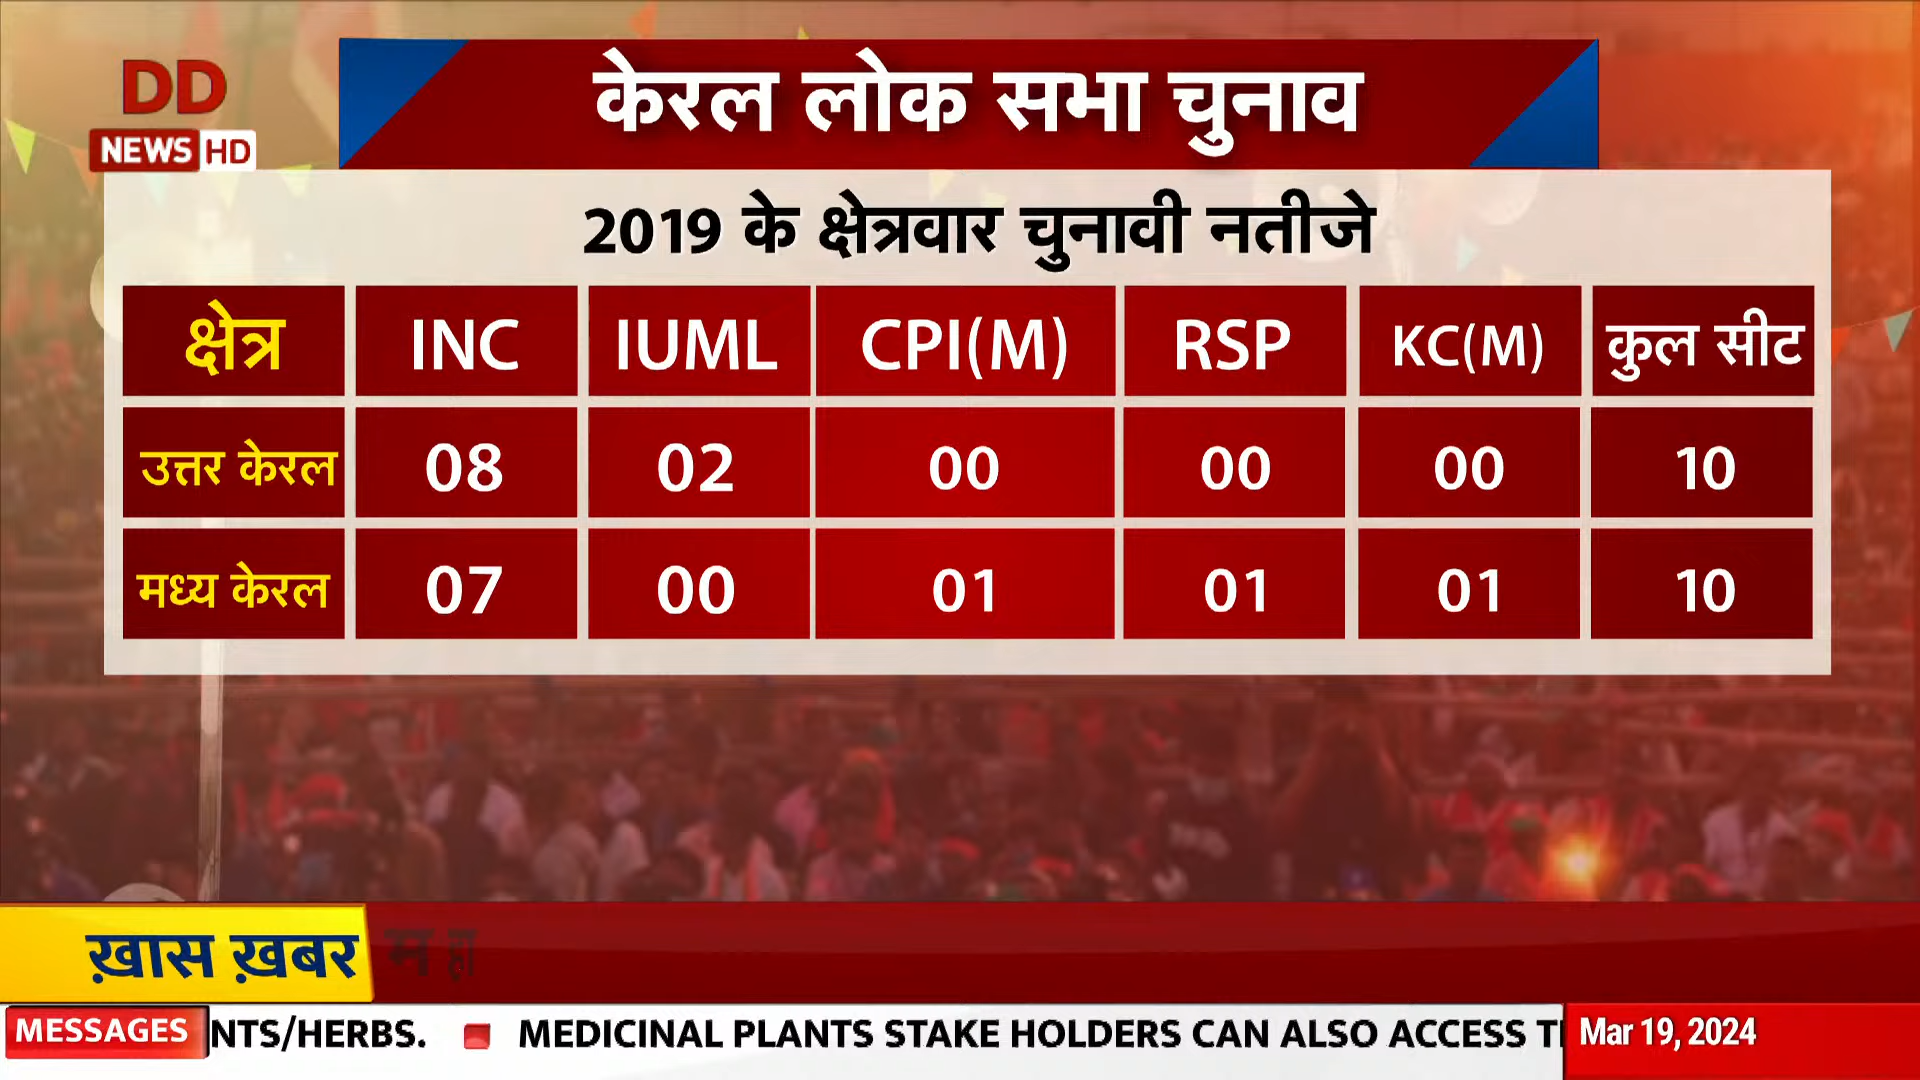 DD
NEWS HD
केरल लोक सभा चुनाव
2019 के क्षेत्रवार चुनावी नतीजे
क्षेत्र INC IUML CPI(M) RSP KC(M) कुल सीट
उत्तर केरल 08 02 00 00 00 10
मध्य केरल 07 00 01 01 01 10
ख़ास ख़बर
MESSAGES NTS/HERBS. MEDICINAL PLANTS STAKE HOLDERS CAN ALSO ACCESS Mar 19, 2024